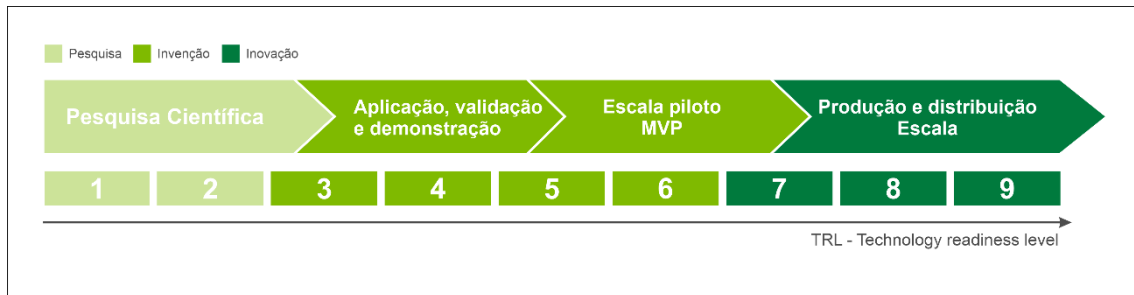 Pesquisa Invenção Inovação
Pesquisa Científica
Aplicação, validação
e demonstração
Escala piloto
MVP
Produção e distribuição
Escala
1 2 3 4 5 6 7 8 9
TRL - Technology readiness level